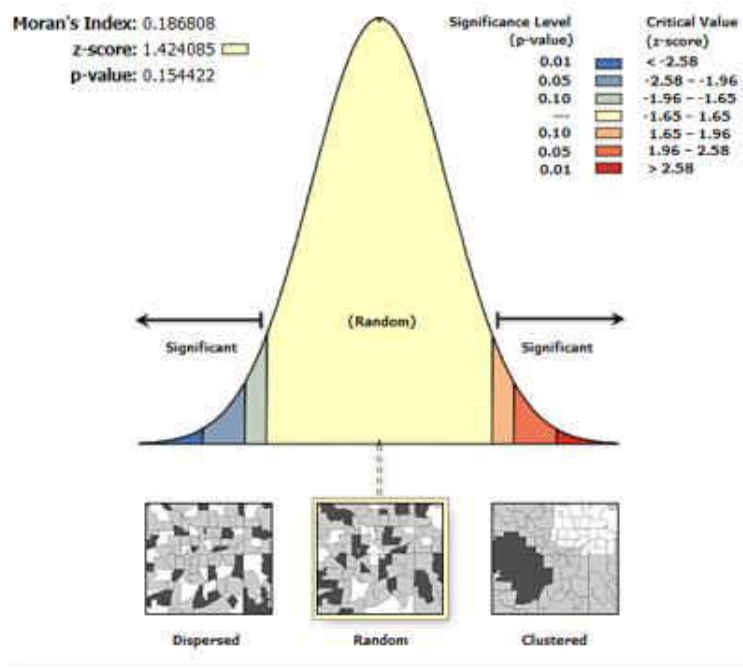 Moran's Index: 0.186808
z-score: 1.424085
p-value: 0.154422
Significance Level
(p-value)
0.01
0.05
0.10
---
0.10
0.05
0.01
Critical Value
(z-score)
< -2.58
-2.58 – -1.96
-1.96 – -1.65
-1.65 – 1.65
1.65 – 1.96
1.96 – 2.58
> 2.58
(Random)
Significant
Significant
Dispersed
Random
Clustered